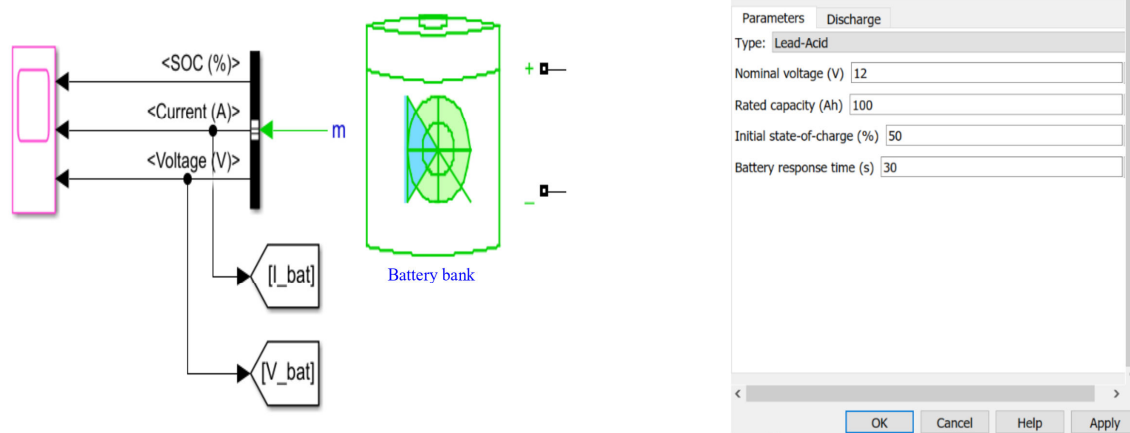 <SOC (%)>
<Current (A)>
<Voltage (V)>
m
[I_bat]
[V_bat]
+
_
Battery bank
Parameters Discharge
Type: Lead-Acid
Nominal voltage (V) 12
Rated capacity (Ah) 100
Initial state-of-charge (%) 50
Battery response time (s) 30
< >
OK Cancel Help Apply